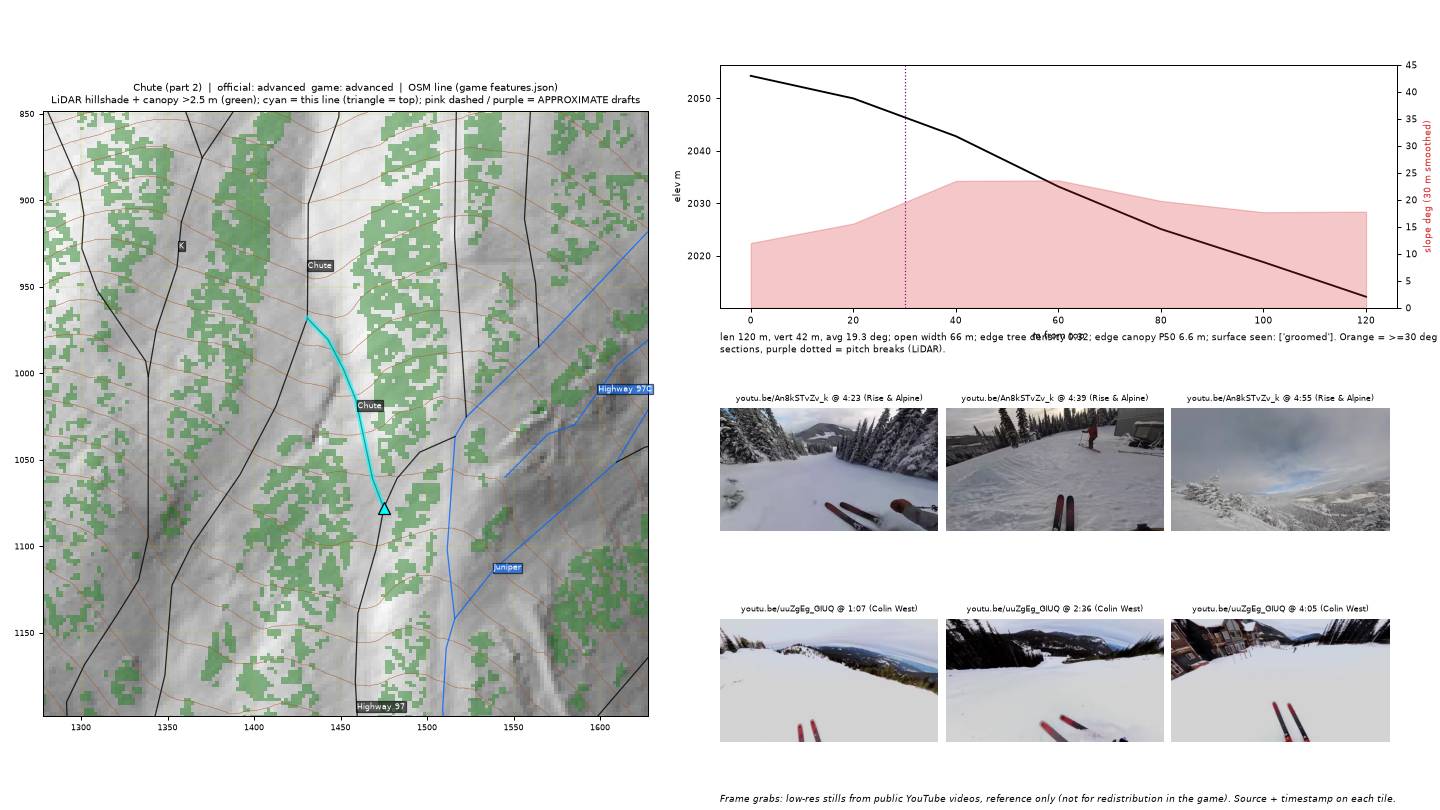 Chute (part 2) | official: advanced game: advanced | OSM line (game features.json)
LiDAR hillshade + canopy >2.5 m (green); cyan = this line (triangle = top); pink dashed / purple = APPROXIMATE drafts
850
900
950
1000
1050
1100
1150
1300
1350
1400
1450
1500
1550
1600
K
Chute
Chute
Highway 97C
Juniper
Highway 97
2050
2040
2030
2020
elev m
45
40
35
30
25
20
15
10
5
0
slope deg (30 m smoothed)
0
20
40
60
80
100
120
len 120 m, vert 42 m, avg 19.3 deg; open width 66 m; edge tree density 0.32; edge canopy P50 6.6 m; surface seen: ['groomed']. Orange = >=30 deg
sections, purple dotted = pitch breaks (LiDAR).
youtu.be/An8kSTvZv_k @ 4:23 (Rise & Alpine)
youtu.be/An8kSTvZv_k @ 4:39 (Rise & Alpine)
youtu.be/An8kSTvZv_k @ 4:55 (Rise & Alpine)
youtu.be/uuZgEg_GIUQ @ 1:07 (Colin West)
youtu.be/uuZgEg_GIUQ @ 2:36 (Colin West)
youtu.be/uuZgEg_GIUQ @ 4:05 (Colin West)
Frame grabs: low-res stills from public YouTube videos, reference only (not for redistribution in the game). Source + timestamp on each tile.